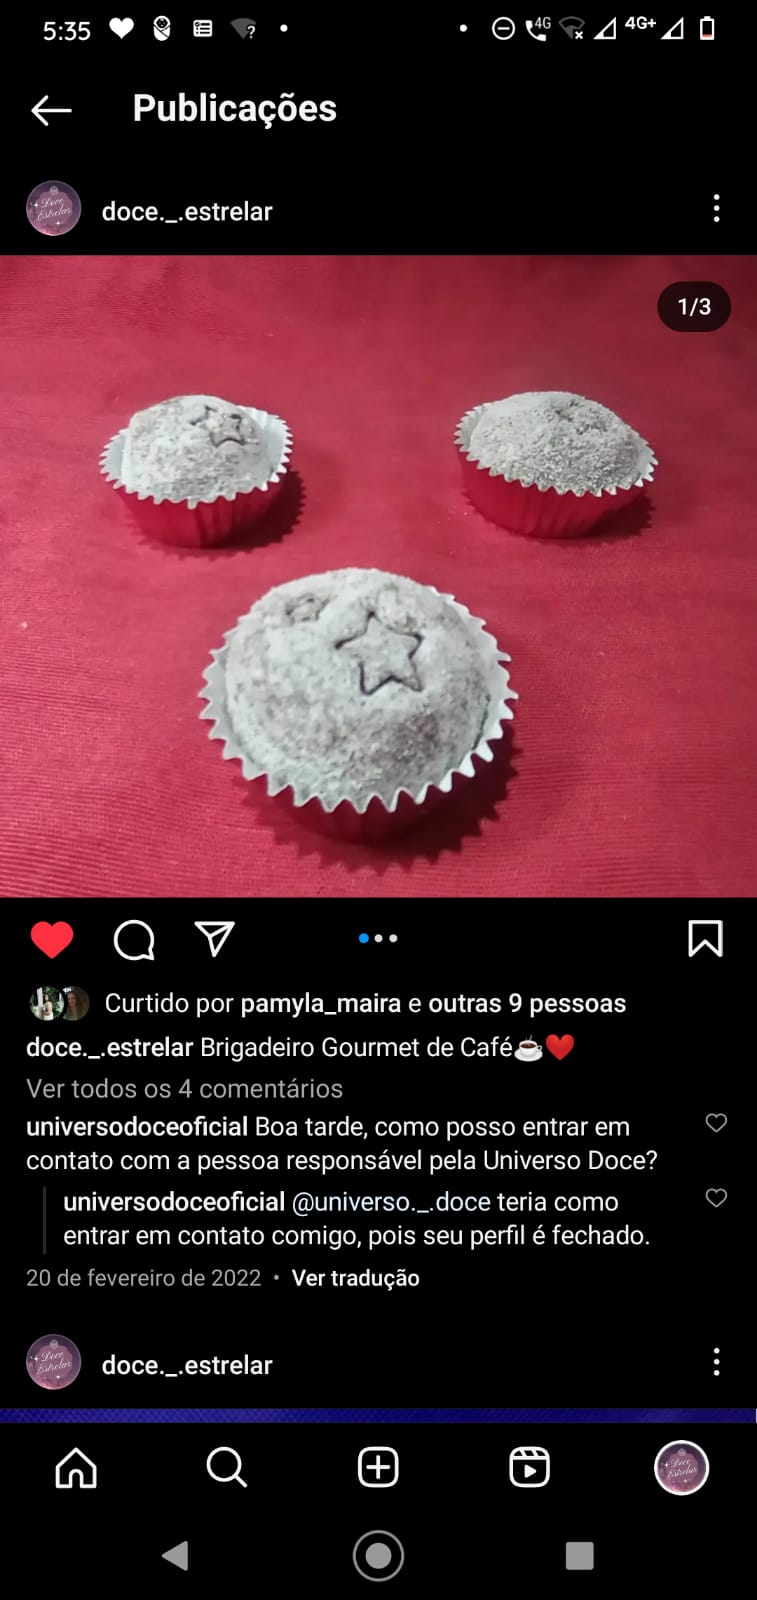 5:35
4G 4G+
Publicações
doce._.estrelar
1/3
Curtido por pamyla_maira e outras 9 pessoas
doce._.estrelar Brigadeiro Gourmet de Café☕❤️
Ver todos os 4 comentários
universodoceoficial Boa tarde, como posso entrar em
contato com a pessoa responsável pela Universo Doce?
universodoceoficial @universo._.doce teria como
entrar em contato comigo, pois seu perfil é fechado.
20 de fevereiro de 2022 • Ver tradução
Doce
Estrelar
doce._.estrelar